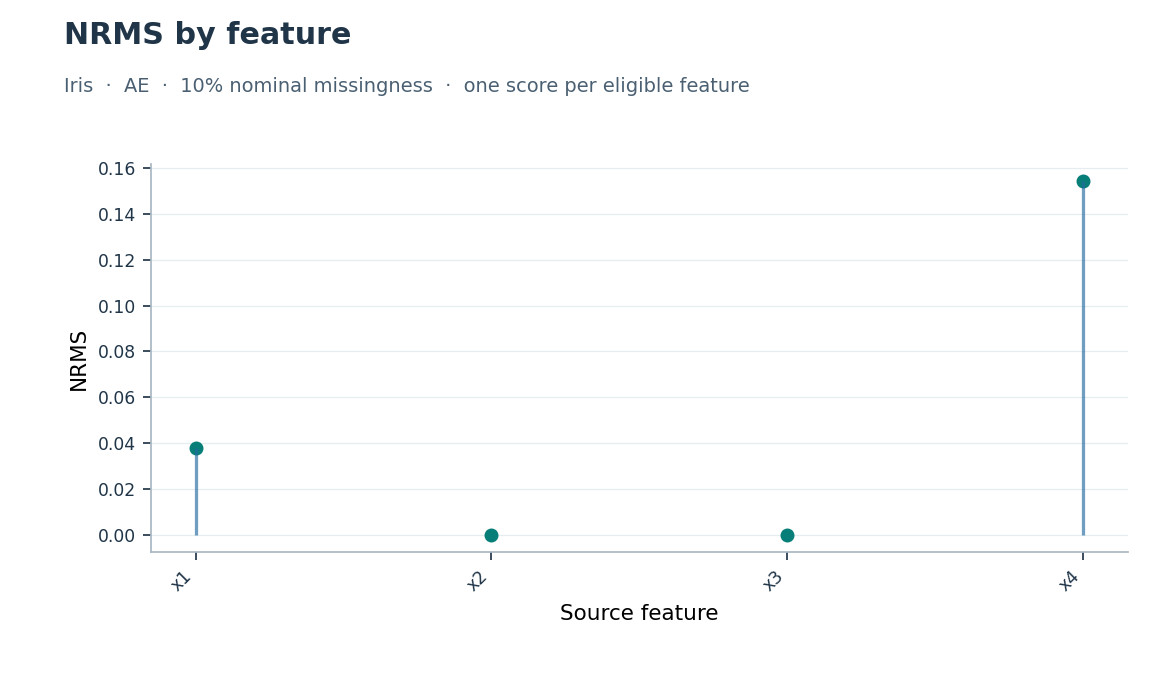 NRMS by feature
Iris · AE · 10% nominal missingness · one score per eligible feature
0.16
0.14
0.12
0.10
0.08
0.06
0.04
0.02
0.00
NRMS
x1 x2 x3 x4
Source feature